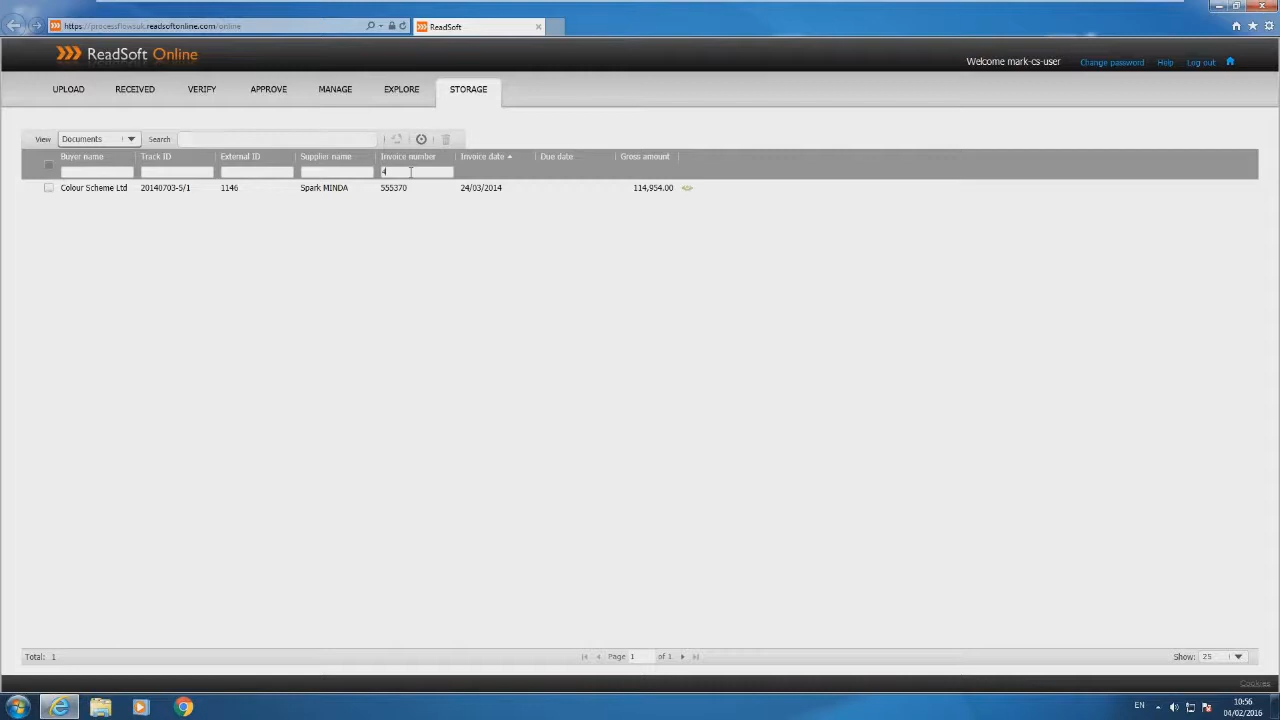 https://processflowsuk.readsoftonline.com/online
ReadSoft
ReadSoft Online
Welcome mark-cs-user
Change password
Help
Log out
UPLOAD
RECEIVED
VERIFY
APPROVE
MANAGE
EXPLORE
STORAGE
View
Documents
Search
Buyer name Track ID External ID Supplier name Invoice number Invoice date Due date Gross amount
4
Colour Scheme Ltd 20140703-5/1 1146 Spark MINDA 555370 24/03/2014 114,954.00
Total: 1
Page 1 of 1
Show: 25
Cookies
EN
10:56
04/02/2016